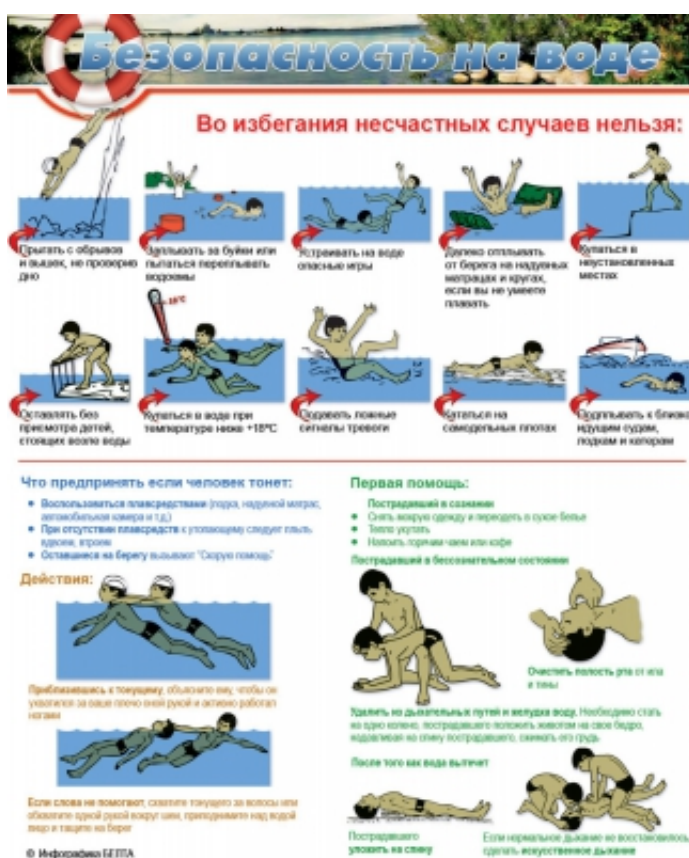 Безопасность на воде
Во избегания несчастных случаев нельзя:
Прыгать с обрывов
и вышек, не проверив
дно
Заплывать за буйки или
пытаться переплывать
водоемы
Устраивать на воде
опасные игры
Далеко отплывать
от берега на надувных
матрацах и кругах,
если вы не умеете
плавать
Купаться в
неустановленных
местах
Оставлять без
присмотра детей,
стоящих возле воды
Купаться в воде при
температуре ниже +18°С
Подавать ложные
сигналы тревоги
Кататься на
самодельных плотах
Подплывать к близко
идущим судам,
лодкам и катерам
Что предпринять если человек тонет:
Воспользоваться плавсредствами (лодка, надувной матрас,
автомобильная камера и т.д.)
При отсутствии плавсредств к утопающему следует плыть
вдвоем, втроем
Оставшиеся на берегу вызывают "Скорую помощь"
Действия:
Приблизившись к тонущему, объясните ему, чтобы он
ухватился за ваше плечо одной рукой и активно работал
ногами
Если слова не помогают, схватите тонущего за волосы или
обхватите одной рукой вокруг шеи, приподнимите над водой
лицо и тащите на берег
© Инфографика БЕЛТА
Первая помощь:
Пострадавший в сознании
Снять мокрую одежду и переодеть в сухое белье
Тепло укутать
Напоить горячим чаем или кофе
Пострадавший в бессознательном состоянии
Очистить полость рта от ила
и тины
Удалить из дыхательных путей и желудка воду. Необходимо стать
на одно колено, пострадавшего положить животом на свое бедро,
надавливая на спину пострадавшего, сжимать его грудь
После того как вода вытечет
Пострадавшего
уложить на спину
Если нормальное дыхание не восстановилось,
сделать искусственное дыхание